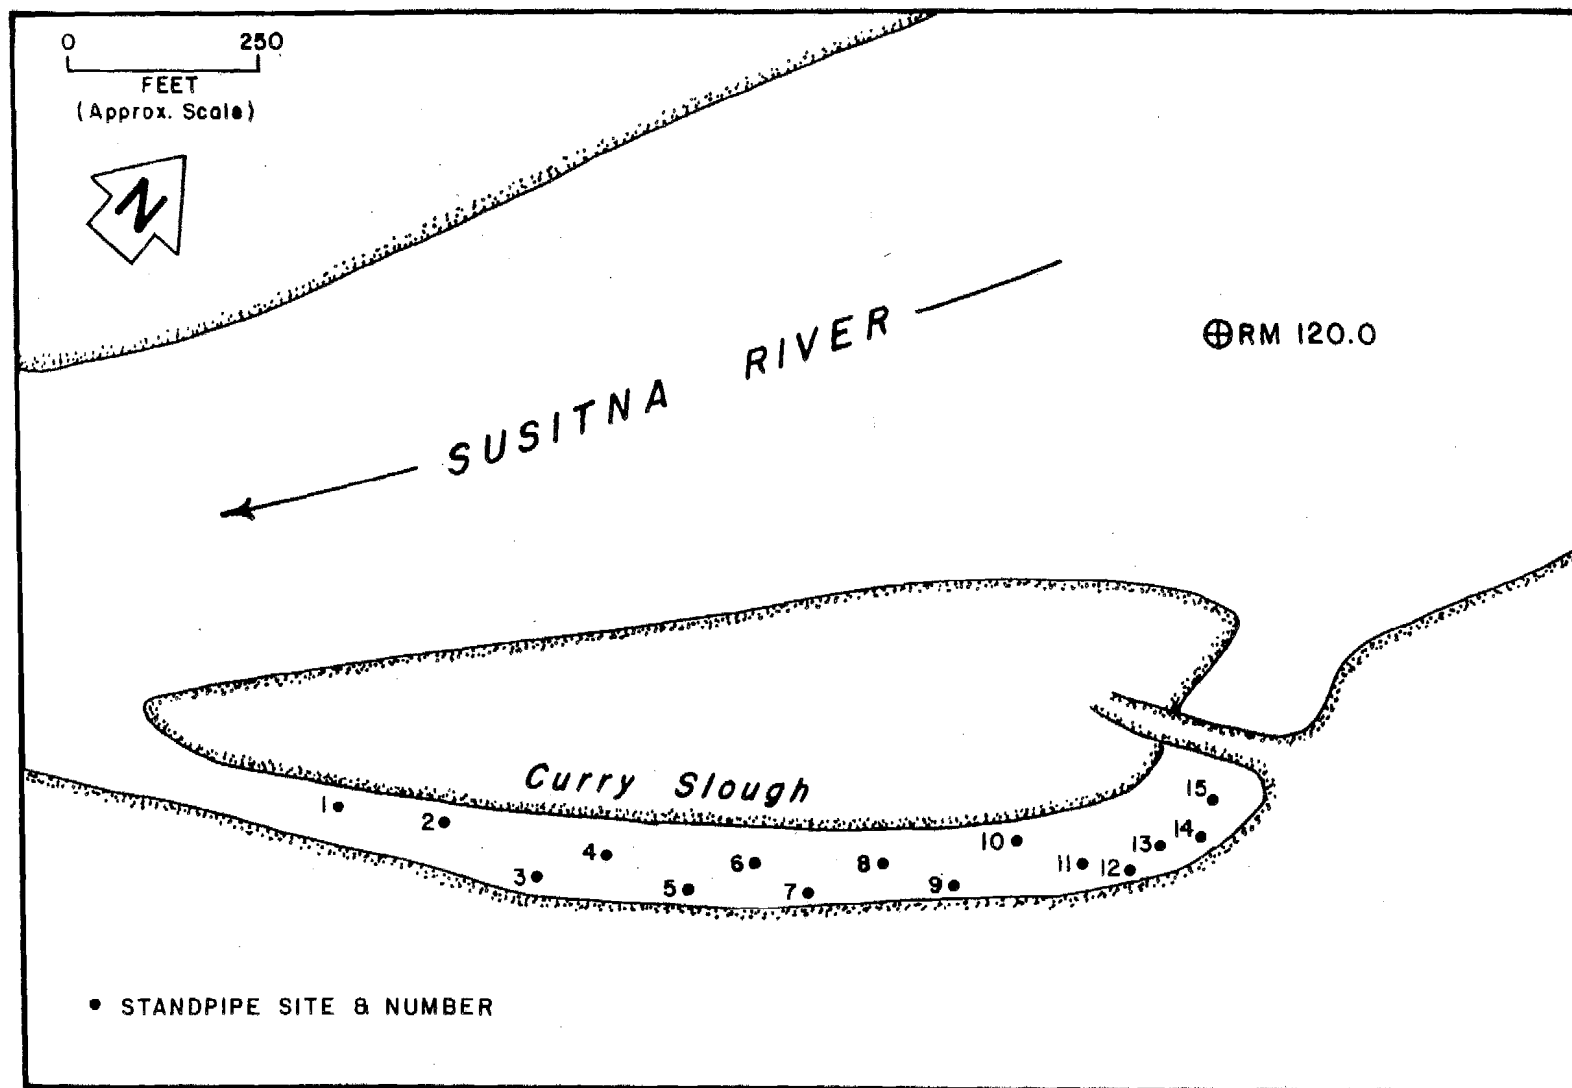 0 250
FEET
(Approx. Scale)
N
SUSITNA RIVER
RM 120.0
Curry Slough
1
2
3
4
5
6
7
8
9
10
11
12
13
14
15
STANDPIPE SITE & NUMBER